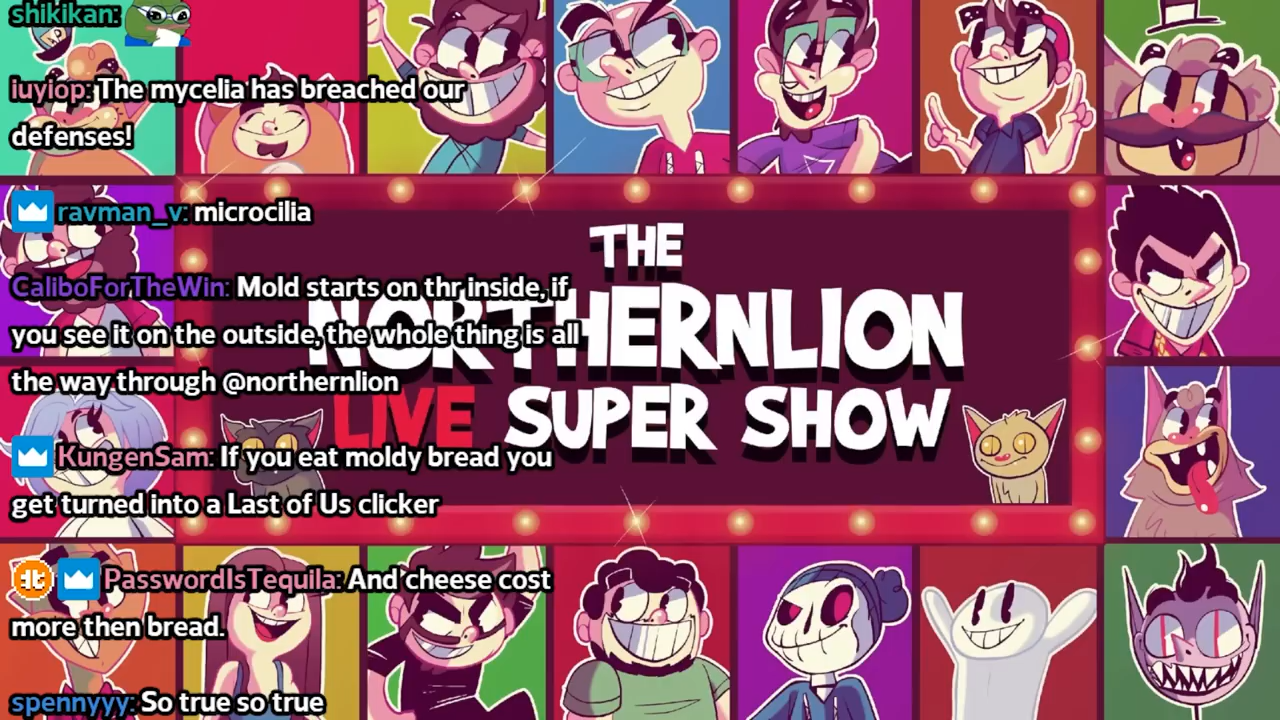 shikikan:
iuyiop: The mycelia has breached our
defenses!
ravman_v: microcilia
CaliboForTheWin: Mold starts on thr inside, if
you see it on the outside, the whole thing is all
the way through @northernlion
KungenSam: If you eat moldy bread you
get turned into a Last of Us clicker
PasswordIsTequila: And cheese cost
more then bread.
spennyyy: So true so true
THE
NORTHERNLION
LIVE SUPER SHOW